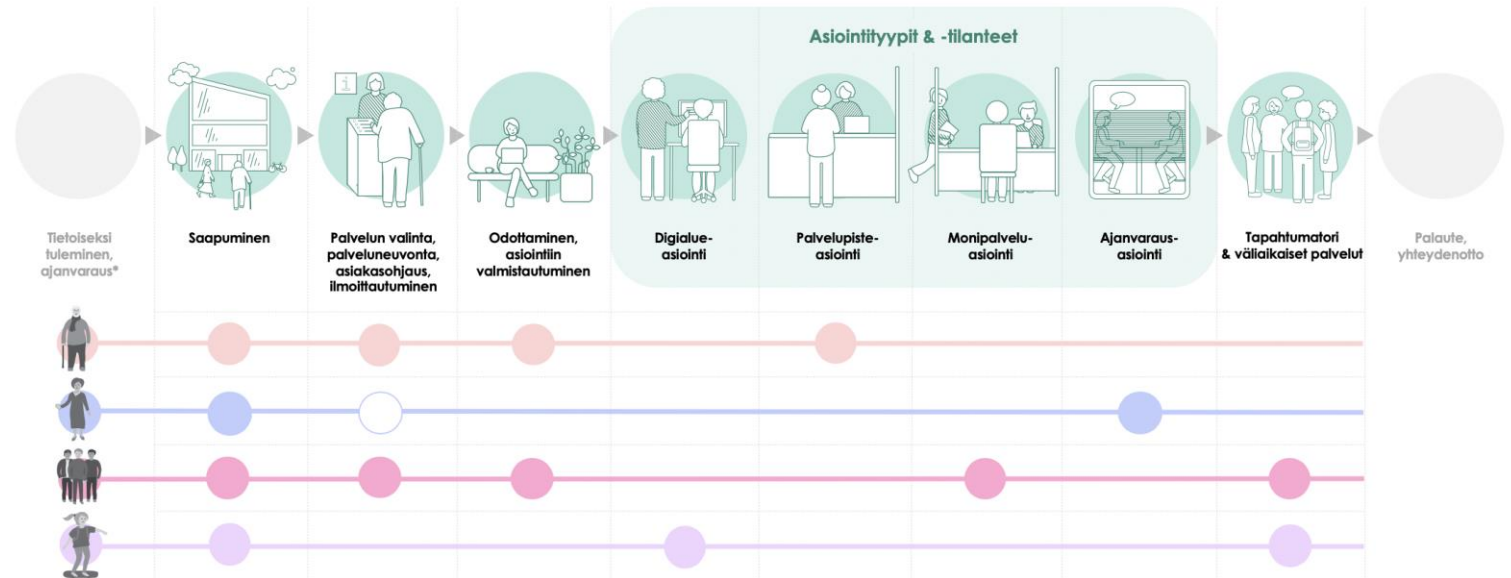 Asiointityypit & -tilanteet
i
Tietoiseksi
tuleminen,
ajanvaraus*
Saapuminen
Palvelun valinta,
palveluneuvonta,
asiakasohjaus,
ilmoittautuminen
Odottaminen,
asiointiin
valmistautuminen
Digialue-
asiointi
Palvelupiste-
asiointi
Monipalvelu-
asiointi
Ajanvaraus-
asiointi
Tapahtumatori
& väliaikaiset palvelut
Palaute,
yhteydenotto